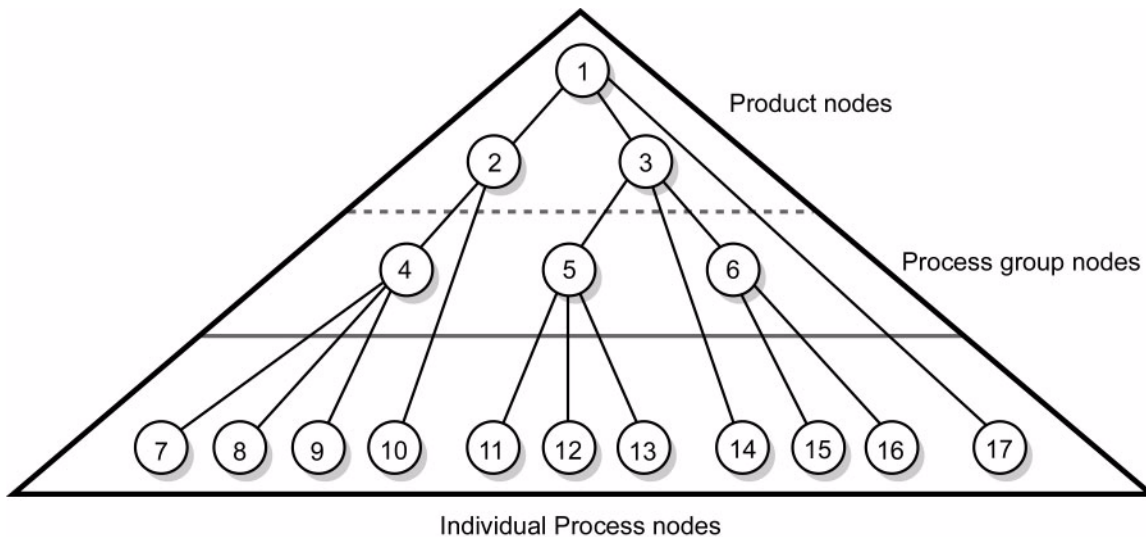 1
Product nodes
2 3
4 5 6
Process group nodes
7 8 9 10 11 12 13 14 15 16 17
Individual Process nodes